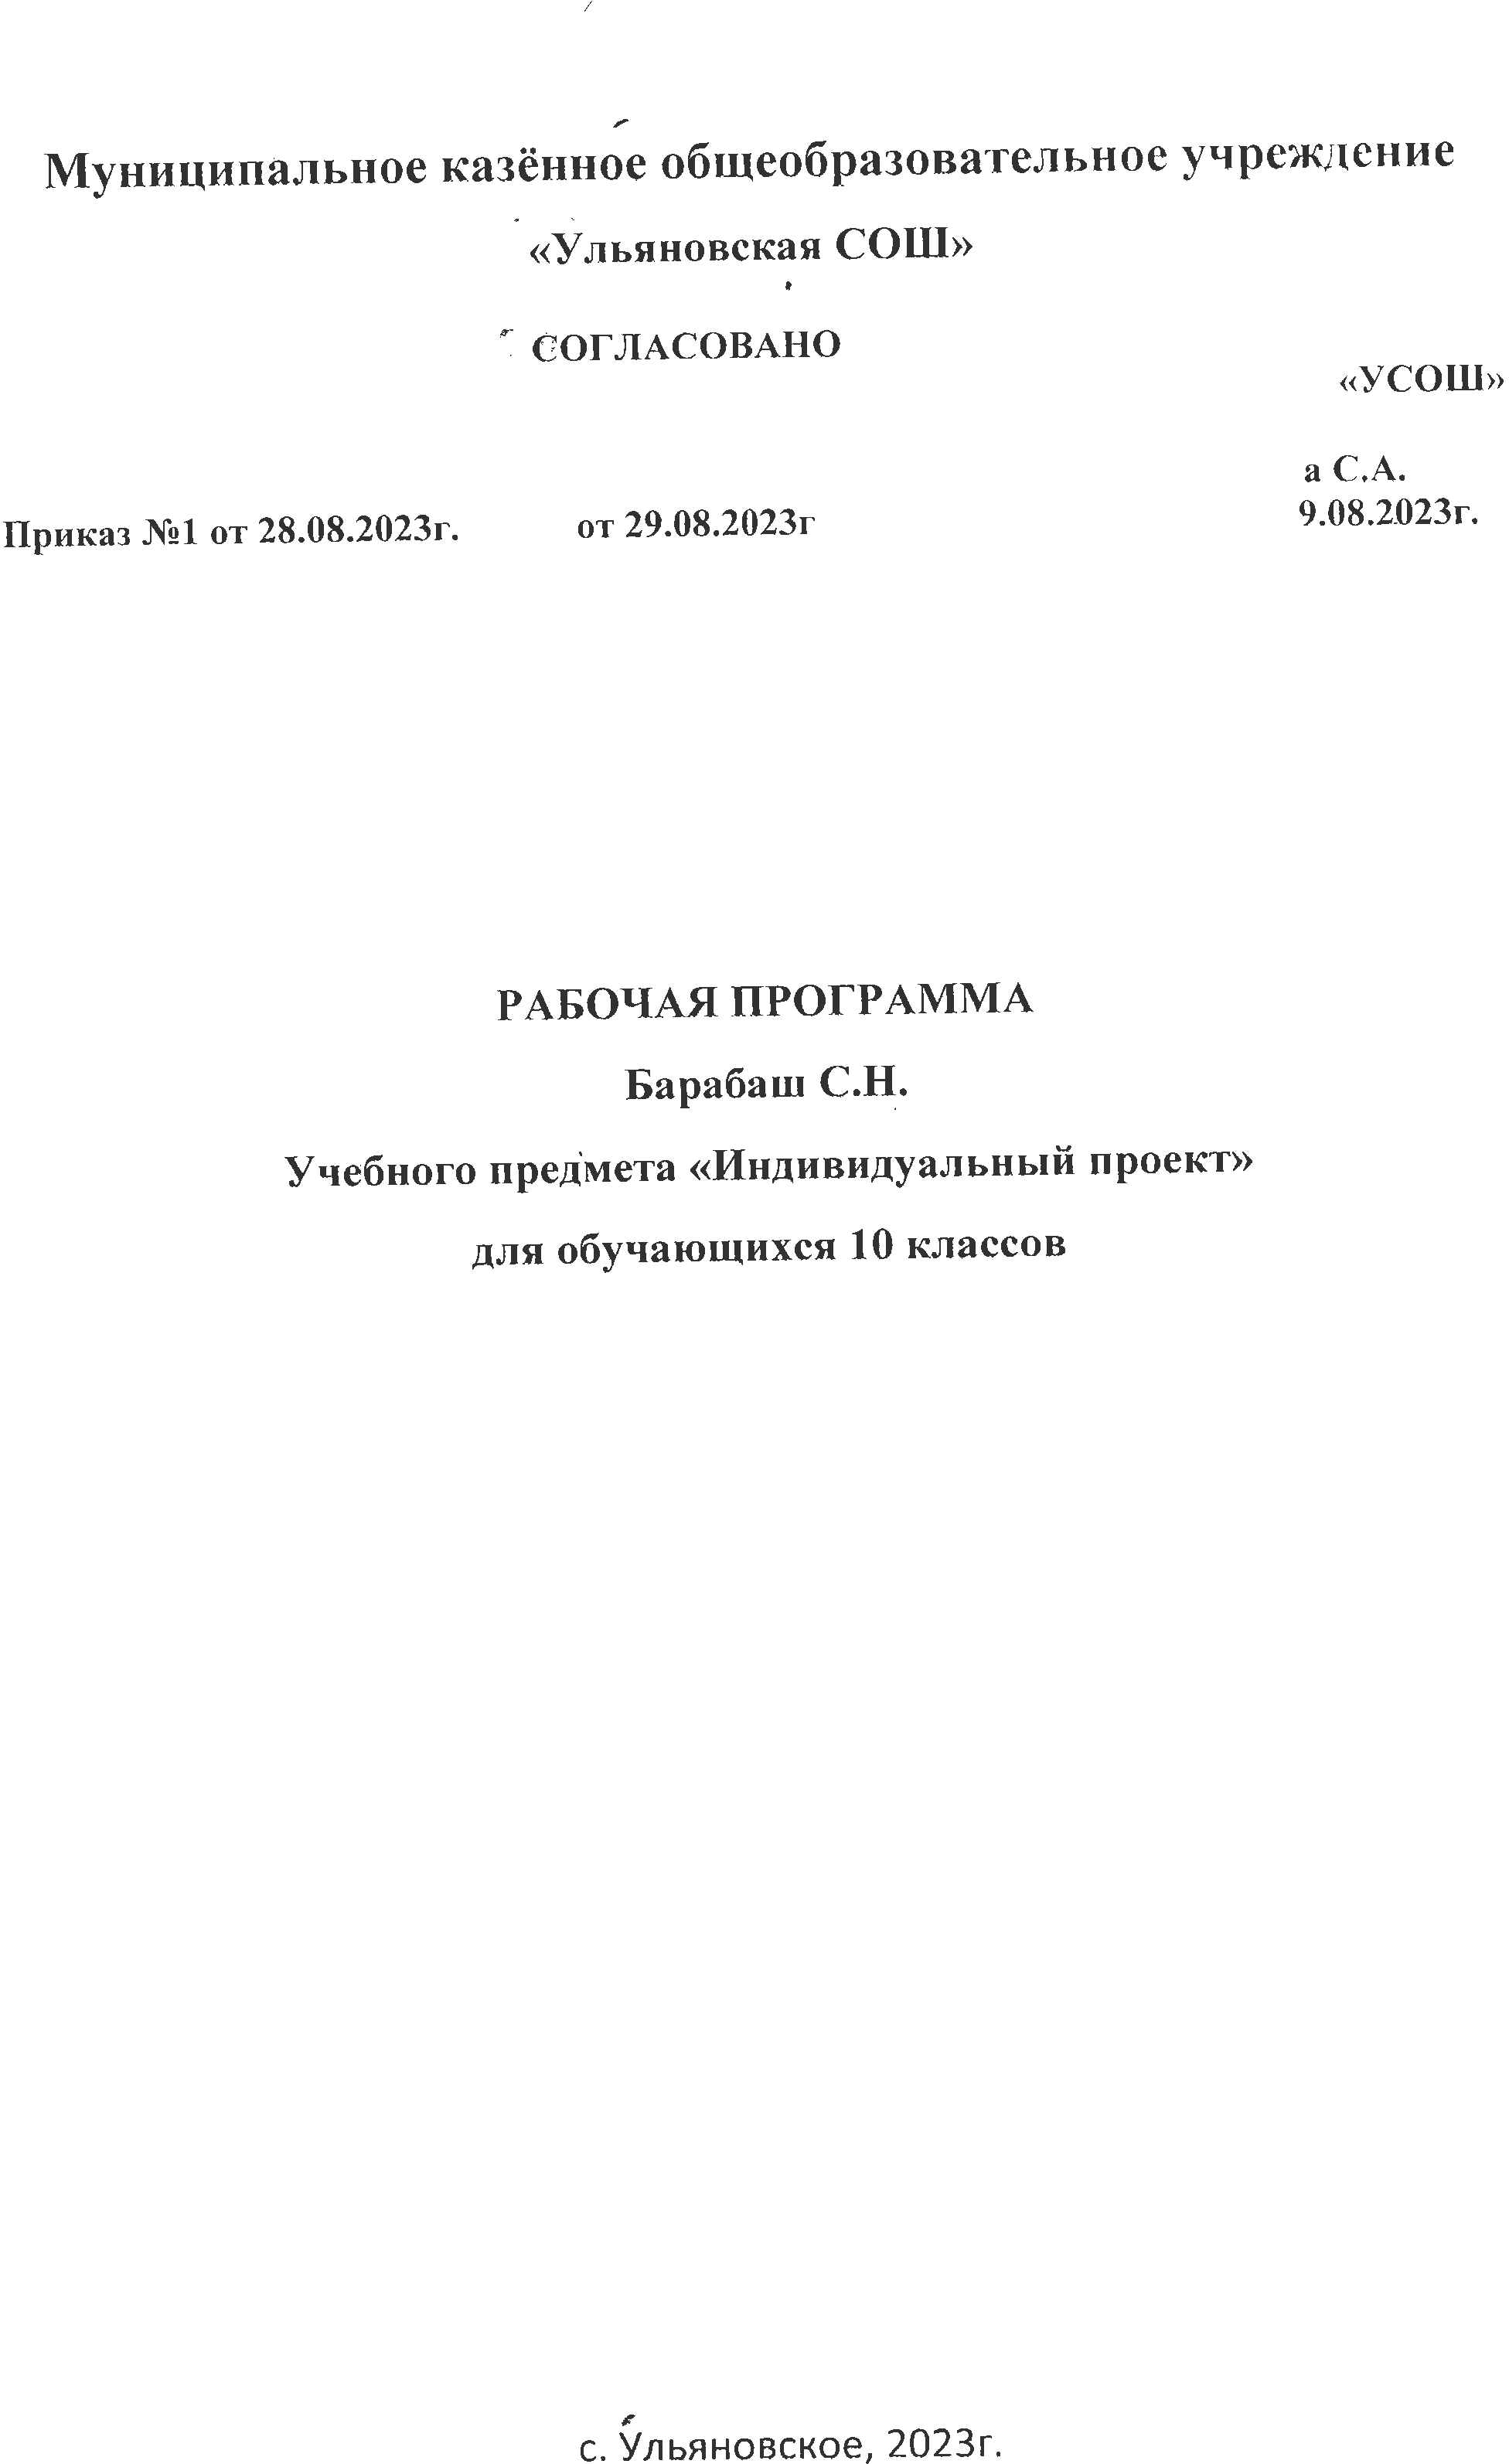 Муниципальное казённое общеобразовательное учреждение
«Ульяновская СОШ»
СОГЛАСОВАНО
«УСОШ»
а С.А.
Приказ №1 от 28.08.2023г. от 29.08.2023г 9.08.2023г.
РАБОЧАЯ ПРОГРАММА
Барабаш С.Н.
Учебного предмета «Индивидуальный проект»
для обучающихся 10 классов
с. Ульяновское, 2023г.